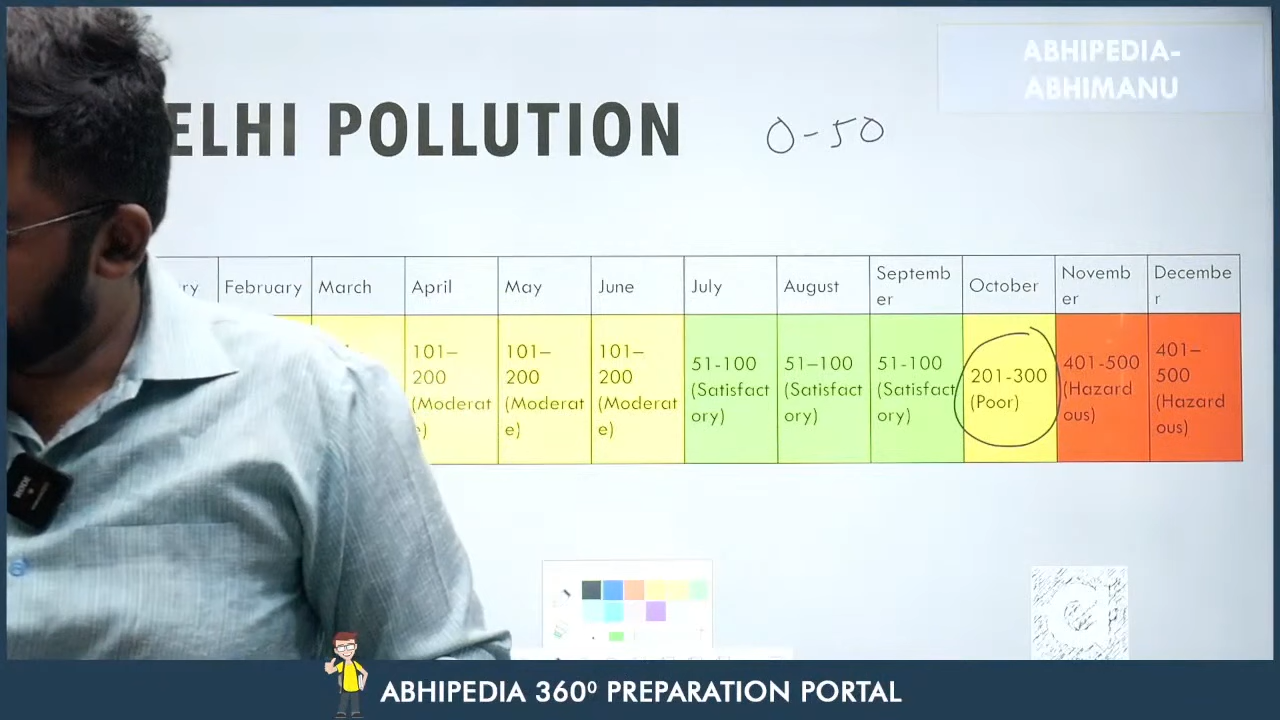 ABHIPEDIA-
ABHIMANU
ELHI POLLUTION
0-50
ry
February
March
April
May
June
July
August
Septemb
er
October
Novemb
er
Decembe
r
101–
200
(Moderat
e)
101–
200
(Moderat
e)
101–
200
(Moderat
e)
51-100
(Satisfact
ory)
51–100
(Satisfact
ory)
51-100
(Satisfact
ory)
201-300
(Poor)
401-500
(Hazard
ous)
401–
500
(Hazard
ous)
ABHIPEDIA 360⁰ PREPARATION PORTAL